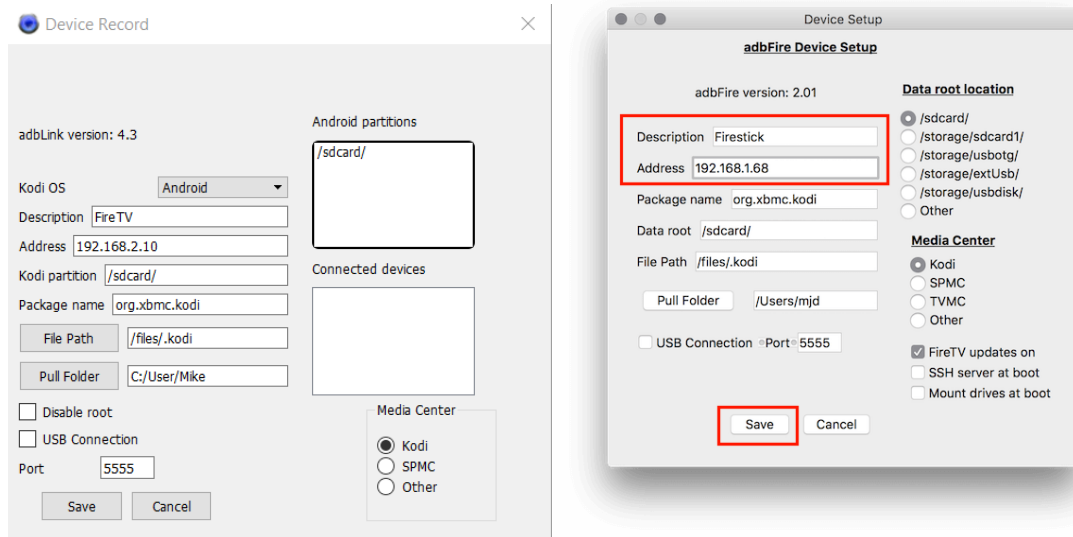 Device Record
adbLink version: 4.3
Kodi OS Android
Description FireTV
Address 192.168.2.10
Kodi partition /sdcard/
Package name org.xbmc.kodi
File Path /files/.kodi
Pull Folder C:/User/Mike
Disable root
USB Connection
Port 5555
Save Cancel
Android partitions
/sdcard/
Connected devices
Media Center
Kodi
SPMC
Other
Device Setup
adbFire Device Setup
adbFire version: 2.01
Description Firestick
Address 192.168.1.68
Package name org.xbmc.kodi
Data root /sdcard/
File Path /files/.kodi
Pull Folder /Users/mjd
USB Connection Port 5555
Save Cancel
Data root location
/sdcard/
/storage/sdcard1/
/storage/usbotg/
/storage/extUsb/
/storage/usbdisk/
Other
Media Center
Kodi
SPMC
TVMC
Other
FireTV updates on
SSH server at boot
Mount drives at boot